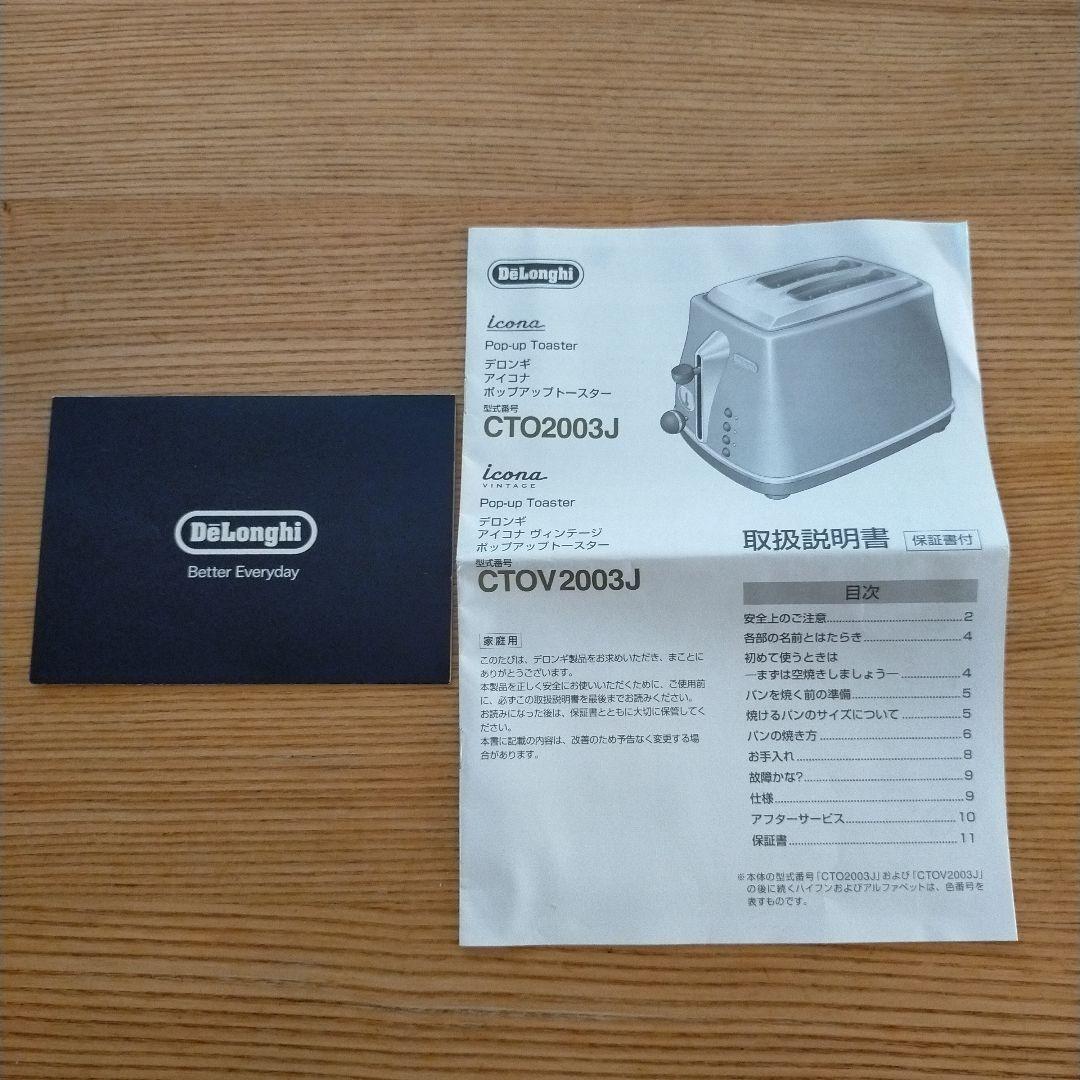 DēLonghi
Better Everyday
DēLonghi
icona
Pop-up Toaster
デロンギ
アイコナ
ポップアップトースター
型式番号
CTO2003J
icona
VINTAGE
Pop-up Toaster
デロンギ
アイコナ ヴィンテージ
ポップアップトースター
型式番号
CTOV2003J
家庭用
このたびは、デロンギ製品をお求めいただき、まことに
ありがとうございます。
本製品を正しく安全にお使いいただくために、ご使用前
に、必ずこの取扱説明書を最後までお読みください。
お読みになった後は、保証書とともに大切に保管してく
ださい。
本書に記載の内容は、改善のため予告なく変更する場
合があります。
DēLonghi
取扱説明書 保証書付
目次
安全上のご注意 2
各部の名前とはたらき 4
初めて使うときは
―まずは空焼きしましょう― 4
パンを焼く前の準備 5
焼けるパンのサイズについて 5
パンの焼き方 6
お手入れ 8
故障かな? 9
仕様 9
アフターサービス 10
保証書 11
※本体の型式番号「CTO2003J」および「CTOV2003J」
の後に続くハイフンおよびアルファベットは、色番号を
表すものです。